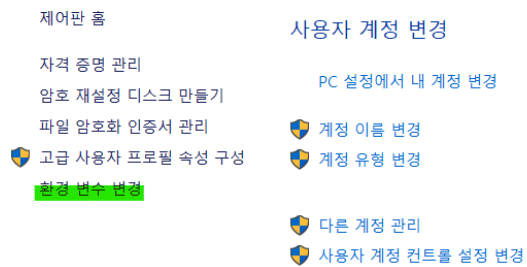 제어판 홈
자격 증명 관리
암호 재설정 디스크 만들기
파일 암호화 인증서 관리
고급 사용자 프로필 속성 구성
환경 변수 변경
사용자 계정 변경
PC 설정에서 내 계정 변경
계정 이름 변경
계정 유형 변경
다른 계정 관리
사용자 계정 컨트롤 설정 변경